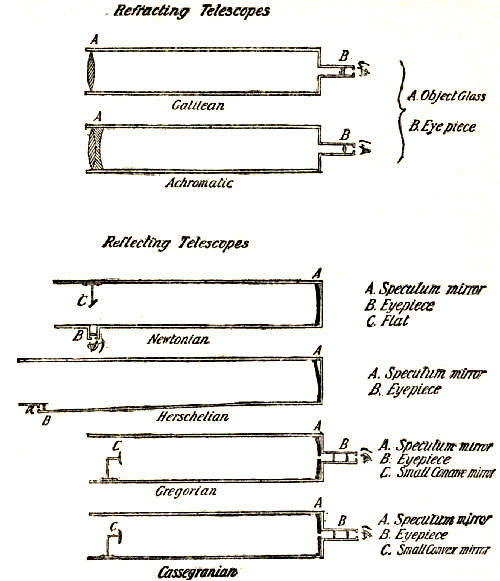 Refracting Telescopes
A
B
Galilean
A
B
Achromatic
A. Object Glass
B. Eye piece
Reflecting Telescopes
A
C
B
Newtonian
A. Speculum mirror
B. Eyepiece
C. Flat
A
B
Herschelian
A. Speculum mirror
B. Eyepiece
A
C
B
Gregorian
A. Speculum mirror
B. Eyepiece
C. Small Concave mirror
A
C
B
Cassegranian
A. Speculum mirror
B. Eyepiece
C. Small Convex mirror